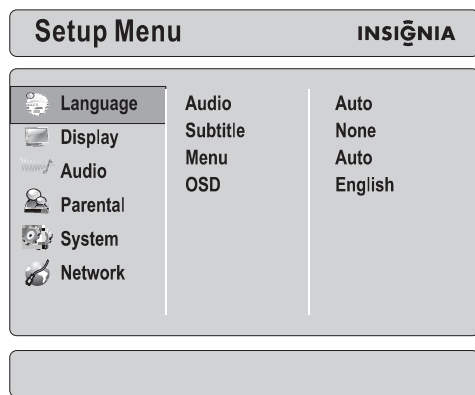 Setup Menu
INSIGNIA
Language
Display
Audio
Parental
System
Network
Audio Auto
Subtitle None
Menu Auto
OSD English